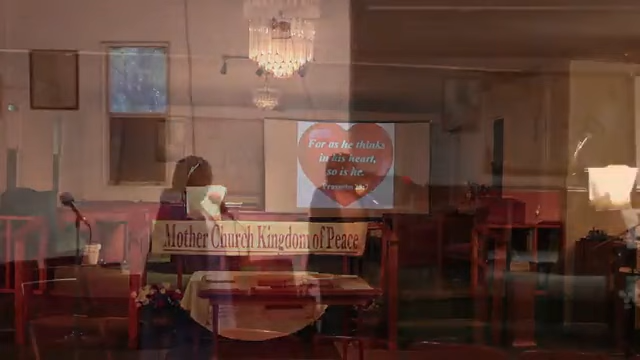 For as he thinks
in his heart,
so is he.
Mother Church Kingdom of Peace